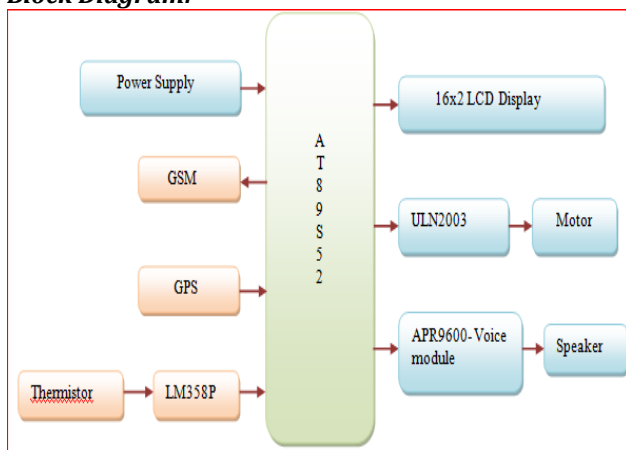 Block Diagram:
Power Supply
GSM
GPS
Thermistor
LM358P
A
T
8
9
S
5
2
16x2 LCD Display
ULN2003
Motor
APR9600-Voice
module
Speaker